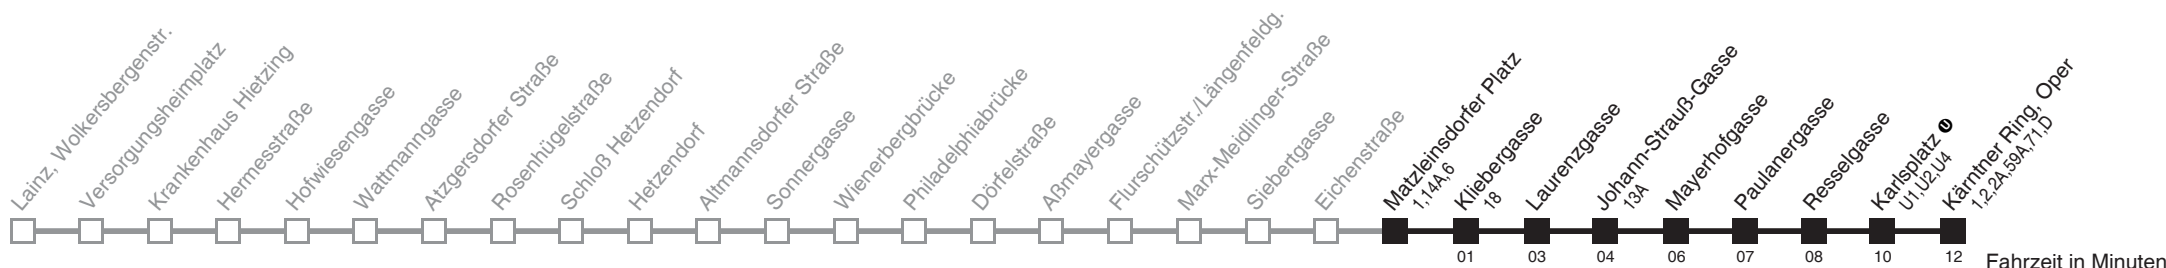 Lainz, Wolkersbergenstr.
Versorgungsheimplatz
Krankenhaus Hietzing
Hermesstraße
Hofwiesengasse
Wattmanngasse
Atzgersdorfer Straße
Rosenhügelstraße
Schloß Hetzendorf
Hetzendorf
Altmannsdorfer Straße
Sonnergasse
Wienerbergbrücke
Philadelphiabrücke
Dörfelstraße
Aßmayergasse
Flurschützstr./Längenfeldg.
Marx-Meidlinger-Straße
Siebertgasse
Eichenstraße
Matzleinsdorfer Platz
1,14A,6
Kliebergasse
18
Laurenzgasse
Johann-Strauß-Gasse
13A
Mayerhofgasse
Paulanergasse
Resselgasse
Karlsplatz U
U1,U2,U4
Kärntner Ring, Oper
1,2,2A,59A,71,D
01 03 04 06 07 08 10 12 Fahrzeit in Minuten